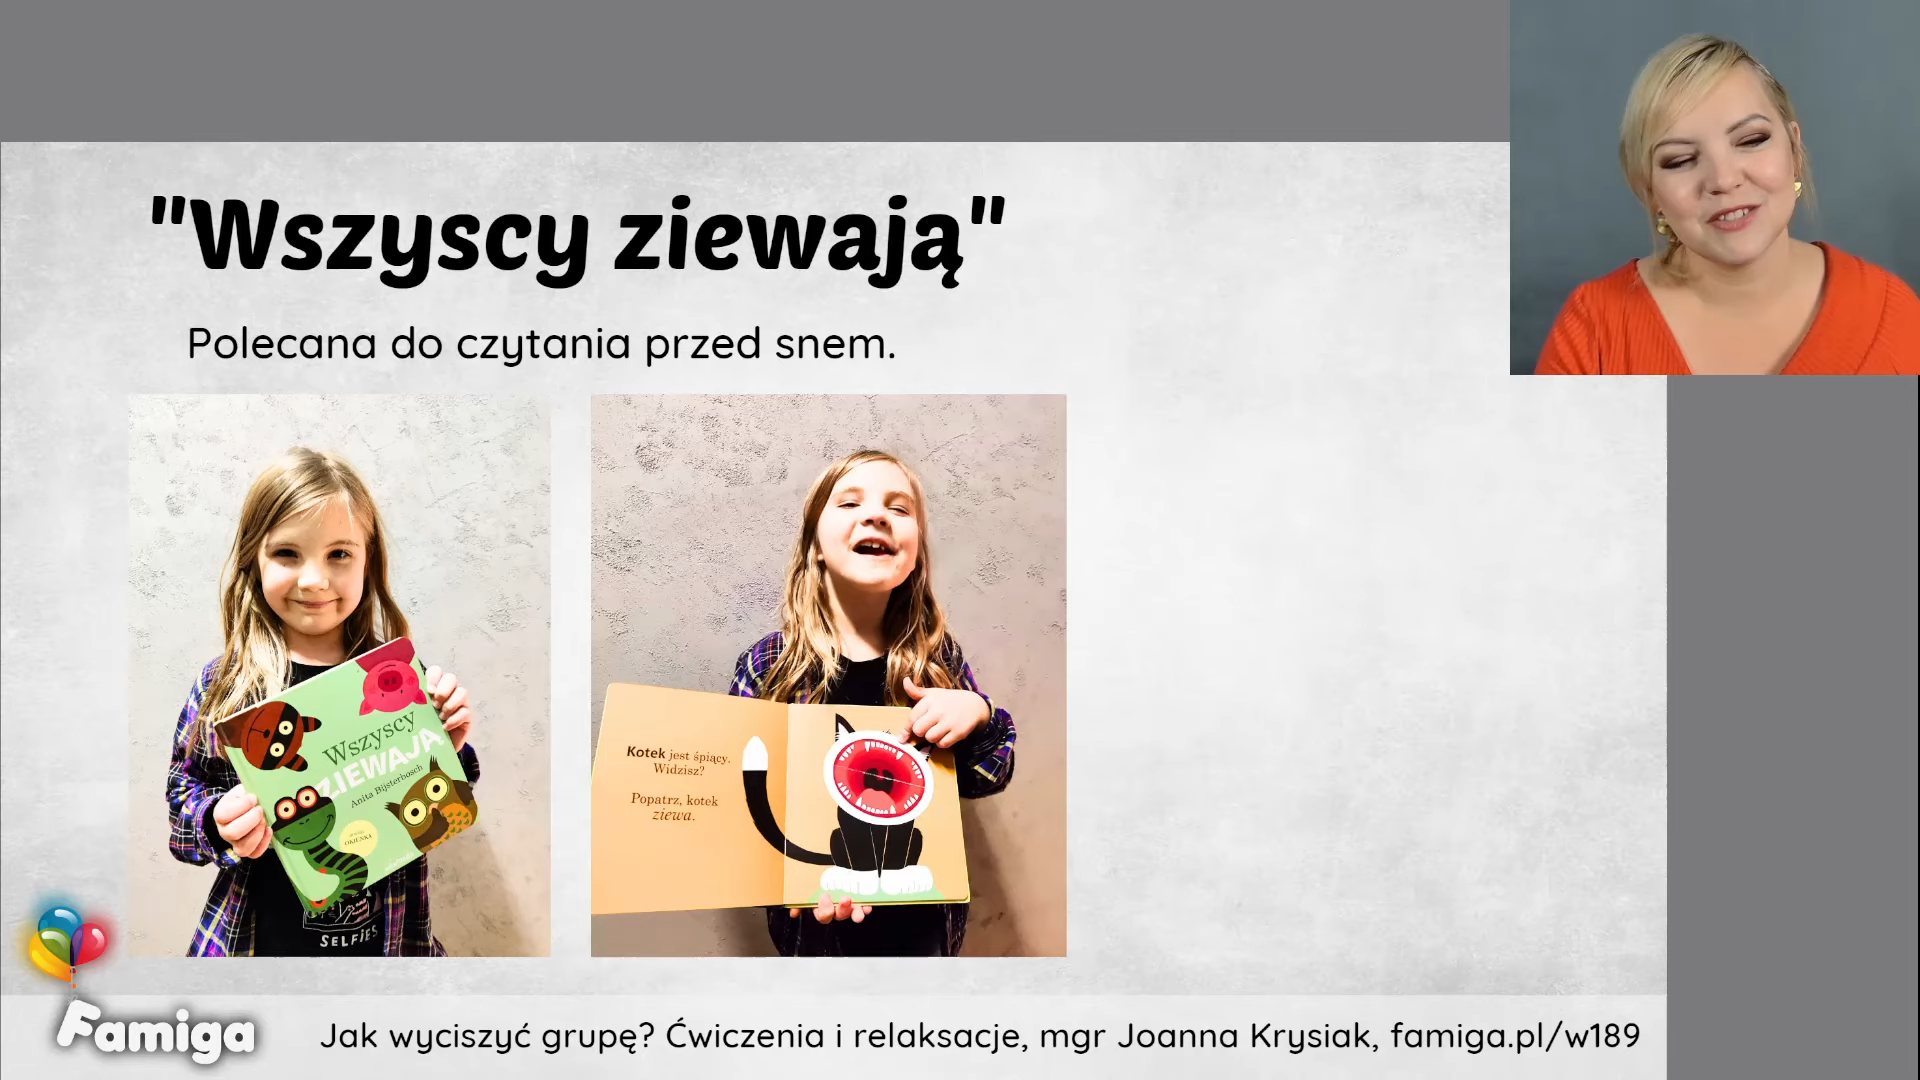 "Wszyscy ziewają"
Polecana do czytania przed snem.
Wszyscy
ZIEWAJĄ
Anita Bijsterbosch
OKIENKA
SELFIES
Kotek jest śpiący.
Widzisz?
Popatrz, kotek
ziewa.
Famiga
Jak wyciszyć grupę? Ćwiczenia i relaksacje, mgr Joanna Krysiak, famiga.pl/w189